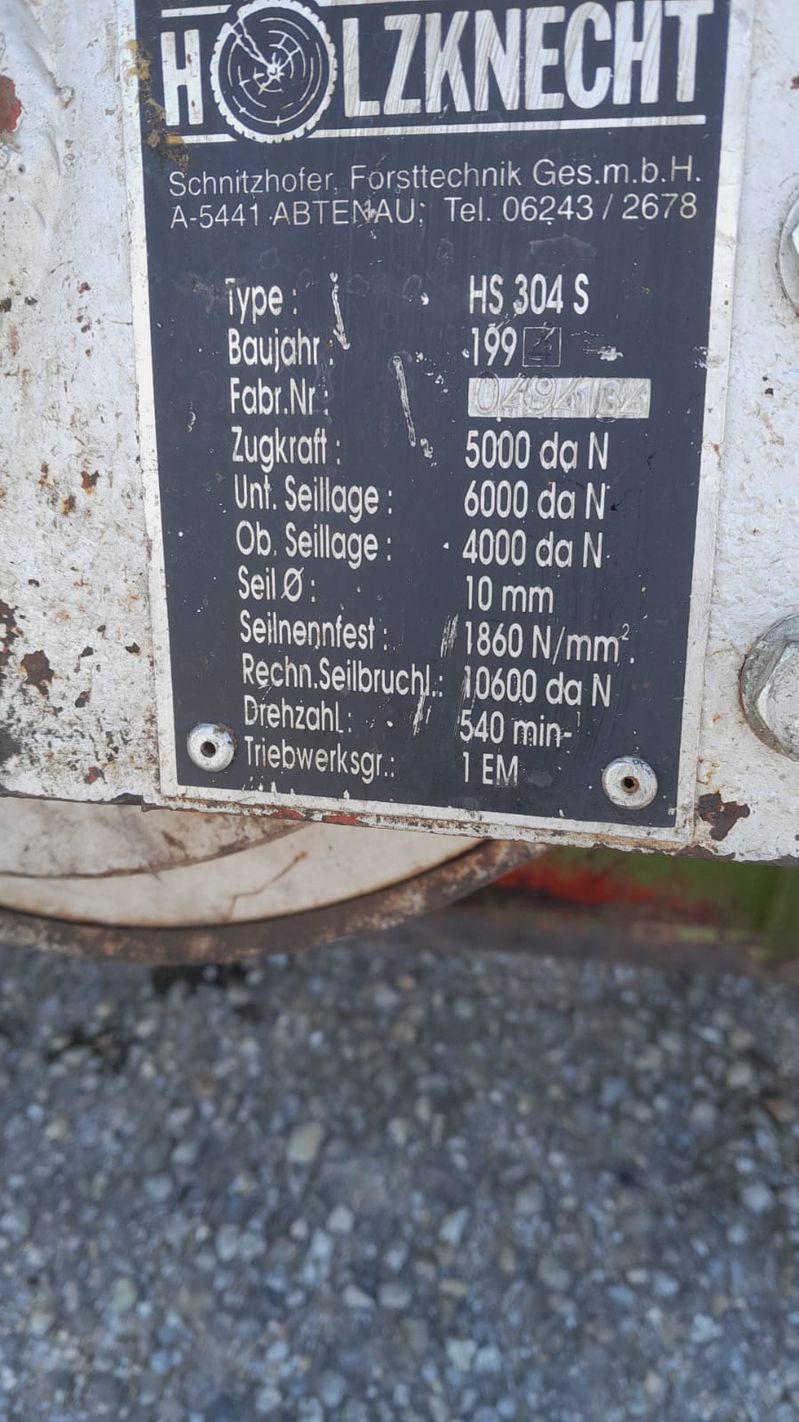 HOLZKNECHT
Schnitzhofer, Forsttechnik Ges.m.b.H.
A-5441 ABTENAU, Tel. 06243 / 2678
Type : HS 304 S
Baujahr : 1994
Fabr.Nr : 0494134
Zugkraft : 5000 da N
Unt. Seillage : 6000 da N
Ob. Seillage : 4000 da N
Seil Ø : 10 mm
Seilnennfest.: 1860 N/mm².
Rechn.Seilbruchl.: 10600 da N
Drehzahl.: 540 min-¹
Triebwerksgr.: 1 EM